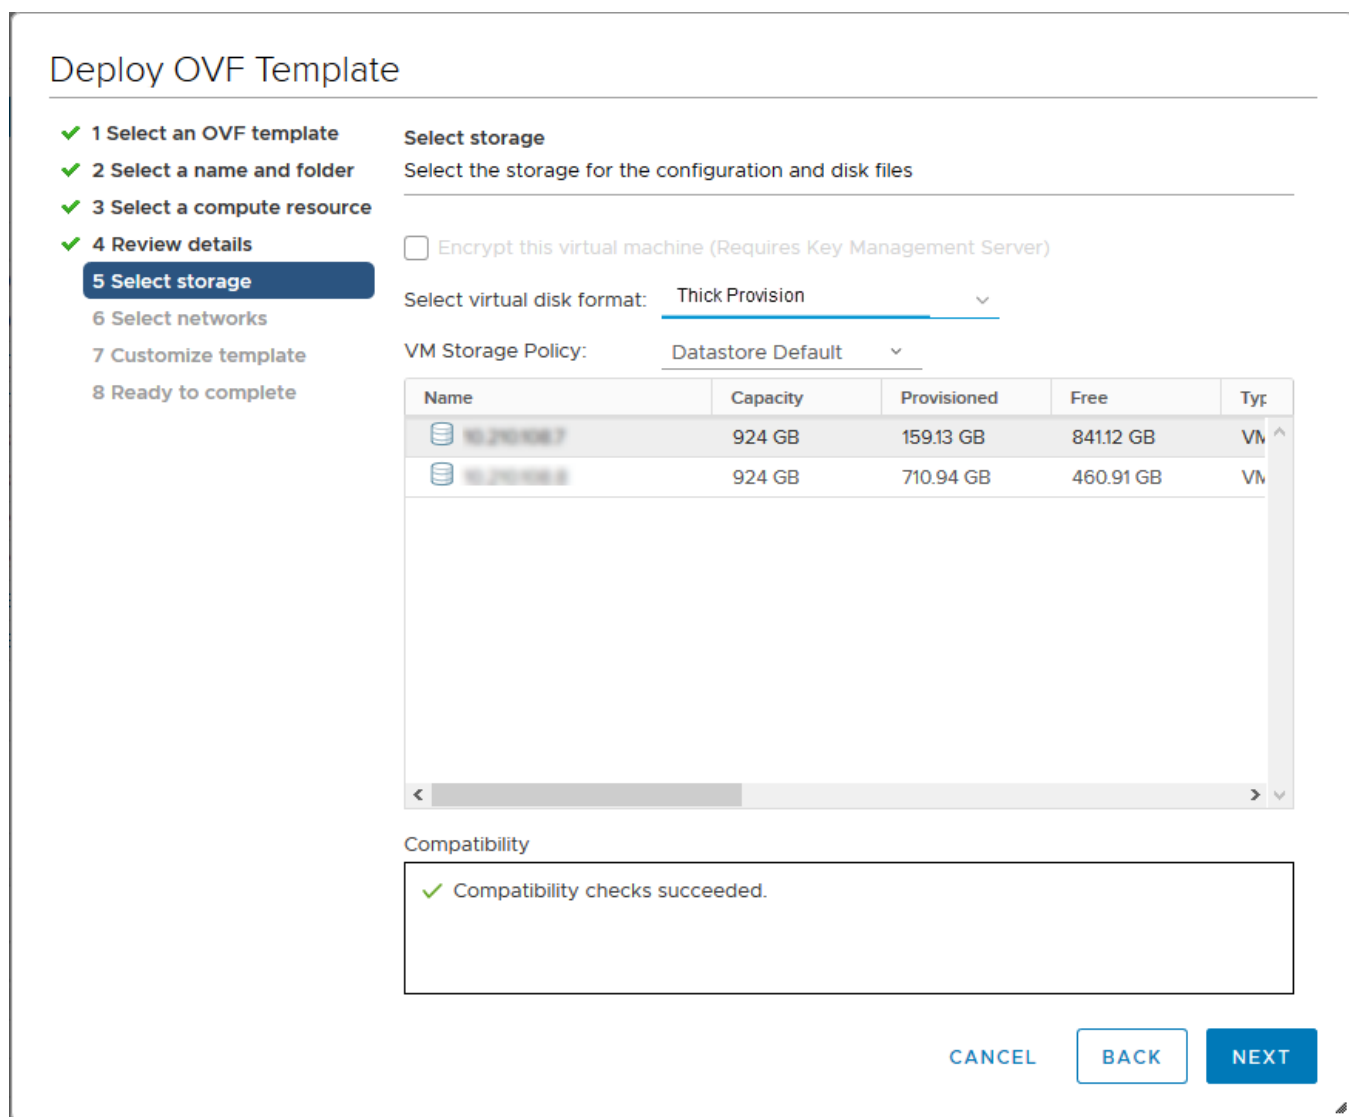 Deploy OVF Template
1 Select an OVF template
2 Select a name and folder
3 Select a compute resource
4 Review details
5 Select storage
6 Select networks
7 Customize template
8 Ready to complete
Select storage
Select the storage for the configuration and disk files
Encrypt this virtual machine (Requires Key Management Server)
Select virtual disk format: Thick Provision
VM Storage Policy: Datastore Default
Name Capacity Provisioned Free Typ
924 GB 159.13 GB 841.12 GB VM
924 GB 710.94 GB 460.91 GB VM
Compatibility
Compatibility checks succeeded.
CANCEL BACK NEXT